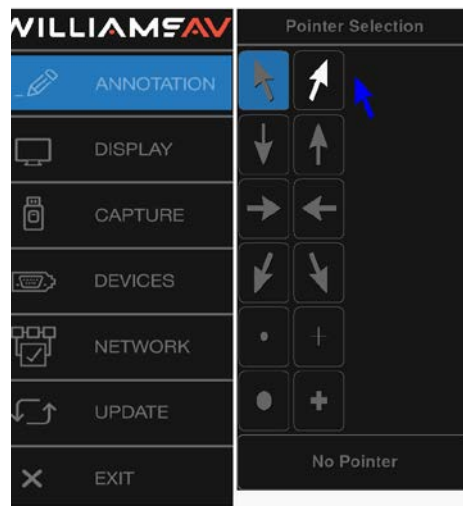 WILLIAMSAV
Pointer Selection
ANNOTATION
DISPLAY
CAPTURE
DEVICES
NETWORK
UPDATE
EXIT
No Pointer